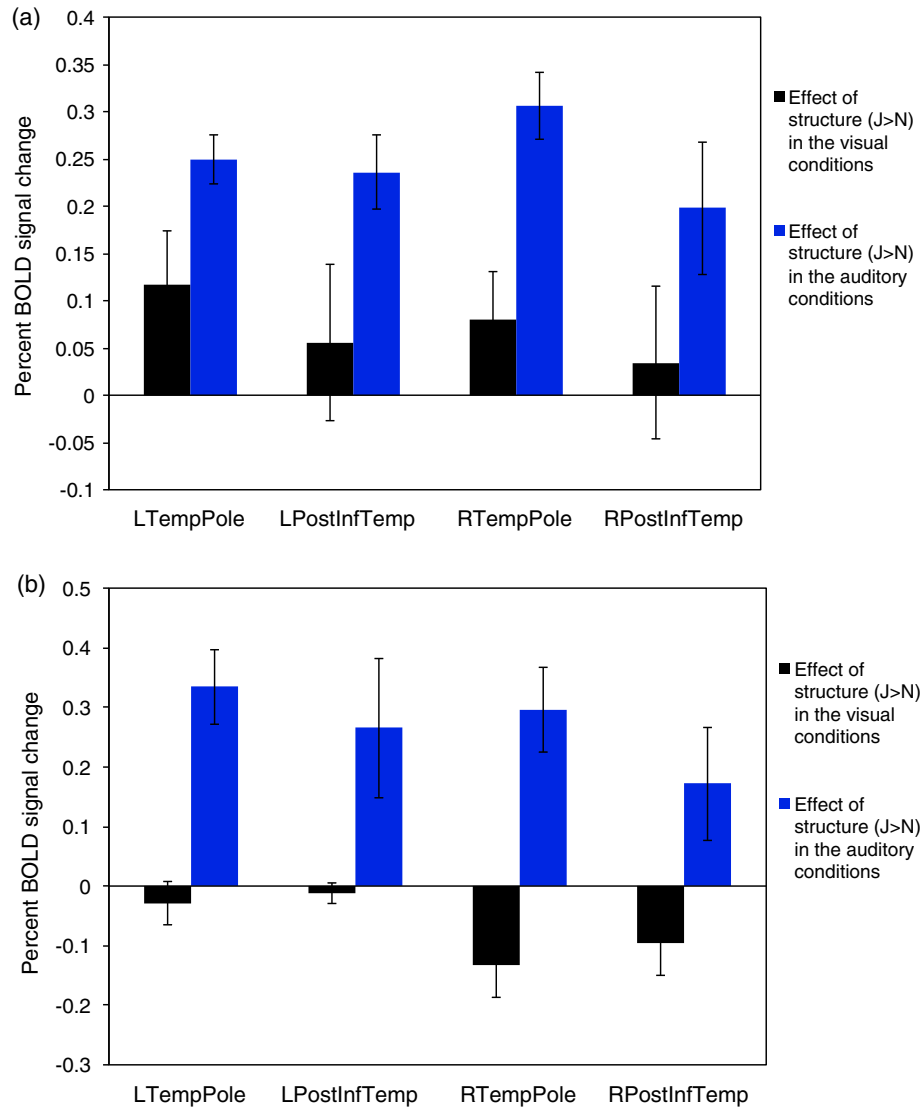 (a)
0.4
0.35
0.3
0.25
0.2
0.15
0.1
0.05
0
-0.05
-0.1
Percent BOLD signal change
LTempPole
LPostInfTemp
RTempPole
RPostInfTemp
Effect of
structure (J>N)
in the visual
conditions
Effect of
structure (J>N)
in the auditory
conditions
(b)
0.5
0.4
0.3
0.2
0.1
0
-0.1
-0.2
-0.3
Percent BOLD signal change
LTempPole
LPostInfTemp
RTempPole
RPostInfTemp
Effect of
structure (J>N)
in the visual
conditions
Effect of
structure (J>N)
in the auditory
conditions